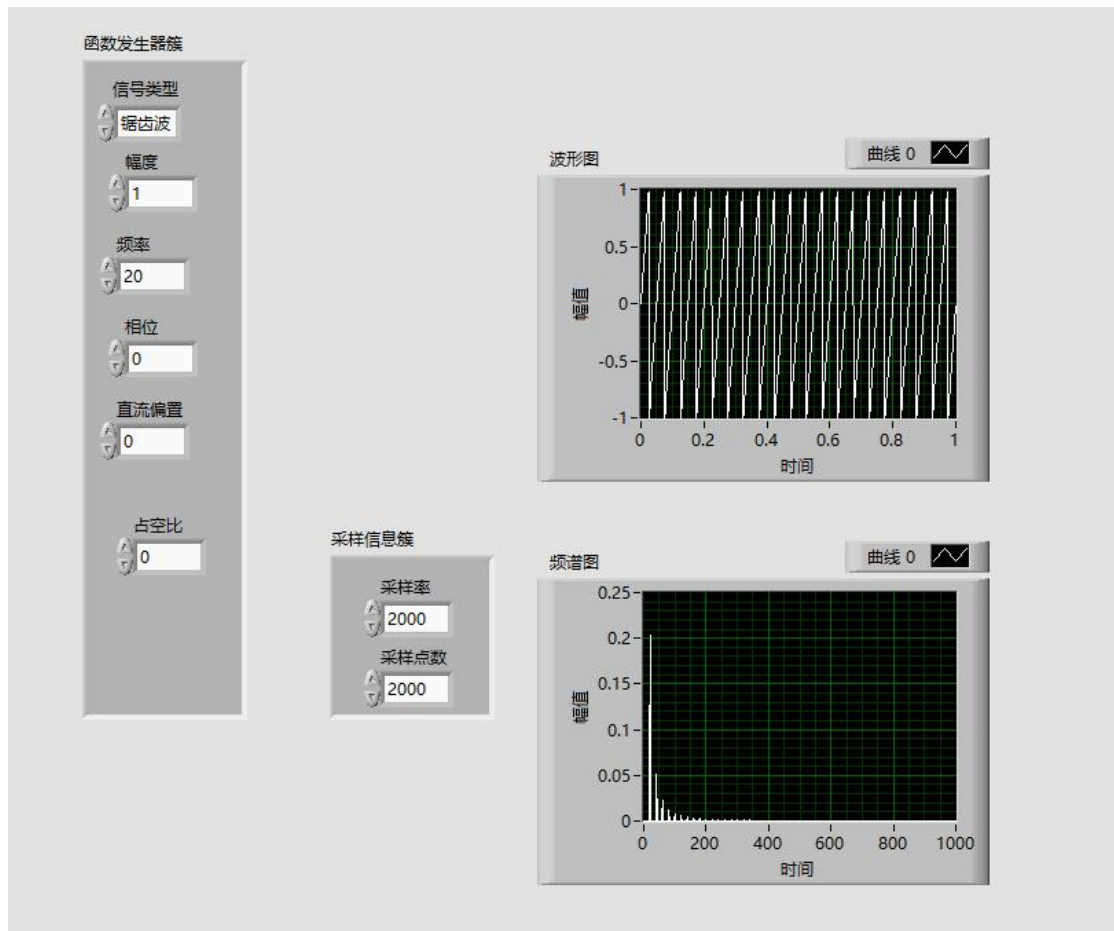 函数发生器簇
信号类型
锯齿波
幅度
1
频率
20
相位
0
直流偏置
0
占空比
0
采样信息簇
采样率
2000
采样点数
2000
波形图
曲线 0
1
0.5
0
-0.5
-1
幅值
0 0.2 0.4 0.6 0.8 1
时间
频谱图
曲线 0
0.25
0.2
0.15
0.1
0.05
0
幅值
0 200 400 600 800 1000
时间